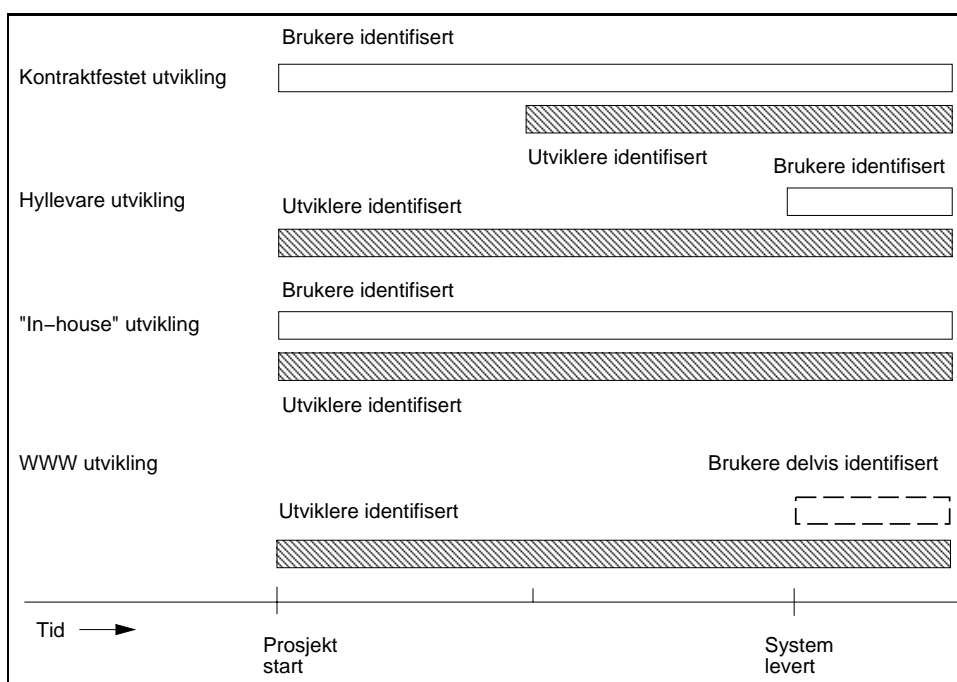 Brukere identifisert
Kontraktfestet utvikling
Utviklere identifisert
Brukere identifisert
Hyllevare utvikling
Utviklere identifisert
Brukere identifisert
"In−house" utvikling
Utviklere identifisert
WWW utvikling
Brukere delvis identifisert
Utviklere identifisert
Tid
Prosjekt
start
System
levert